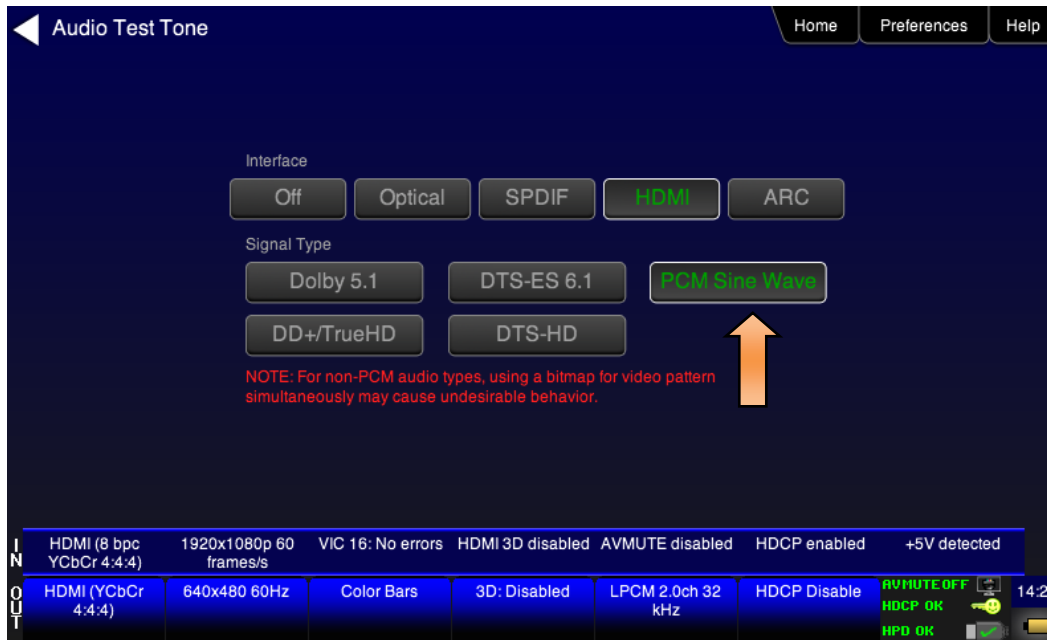 Audio Test Tone Home Preferences Help
Interface
Off Optical SPDIF HDMI ARC
Signal Type
Dolby 5.1 DTS-ES 6.1 PCM Sine Wave
DD+/TrueHD DTS-HD
NOTE: For non-PCM audio types, using a bitmap for video pattern
simultaneously may cause undesirable behavior.
IN
HDMI (8 bpc
YCbCr 4:4:4)
1920x1080p 60
frames/s
VIC 16: No errors
HDMI 3D disabled
AVMUTE disabled
HDCP enabled
+5V detected
OUT
HDMI (YCbCr
4:4:4)
640x480 60Hz
Color Bars
3D: Disabled
LPCM 2.0ch 32
kHz
HDCP Disable
AVMUTEOFF
HDCP OK
HPD OK
14:2